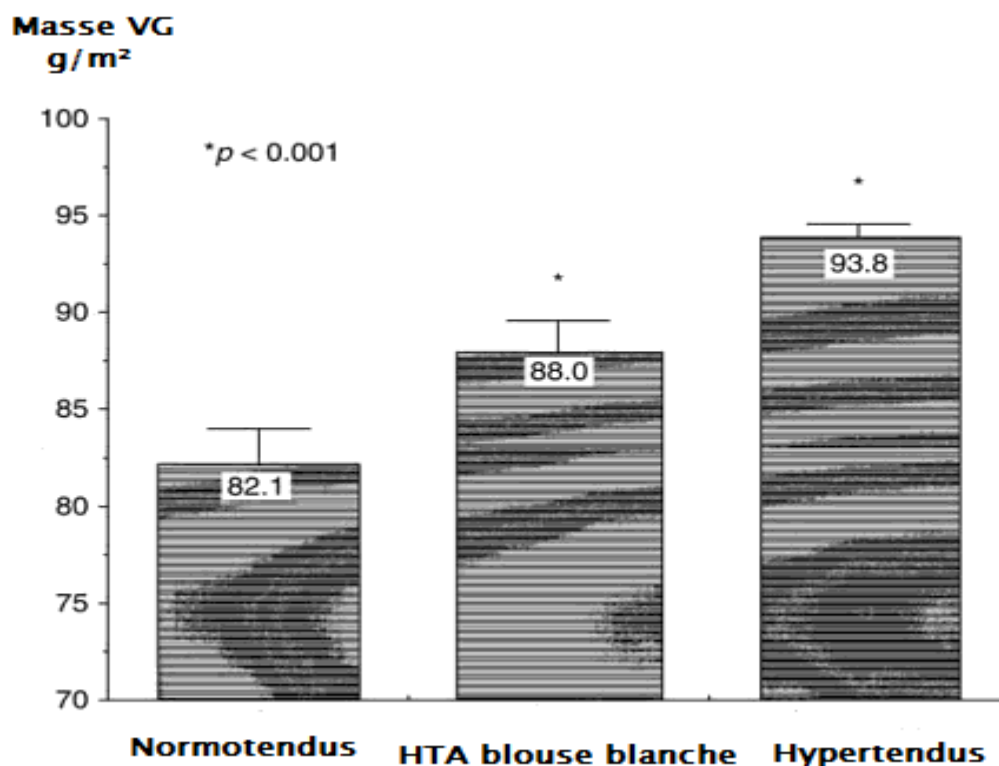 Masse VG
g/m²
100
*p < 0.001
95
*
93.8
90
*
88.0
85
82.1
80
75
70
Normotendus
HTA blouse blanche
Hypertendus